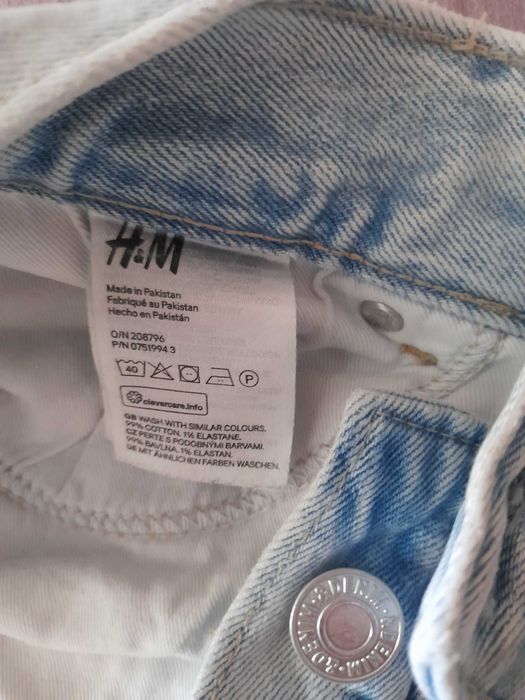 H&M
Made in Pakistan
Fabriqué au Pakistan
Hecho en Pakistán
O/N 208796
P/N 0751994 3
40 P
clevercare.info
GB WASH WITH SIMILAR COLOURS.
99% COTTON, 1% ELASTANE.
CZ PERTE S PODOBNÝMI BARVAMI.
99% BAVLNA, 1% ELASTAN.
DE MIT ÄHNLICHEN FARBEN WASCHEN.